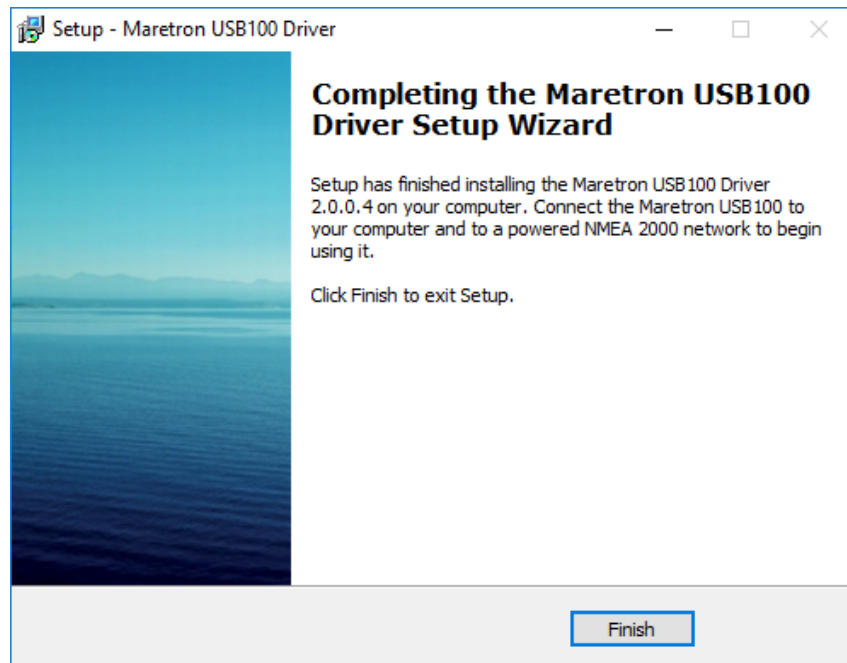 Setup - Maretron USB100 Driver
Completing the Maretron USB100
Driver Setup Wizard
Setup has finished installing the Maretron USB100 Driver
2.0.0.4 on your computer. Connect the Maretron USB100 to
your computer and to a powered NMEA 2000 network to begin
using it.
Click Finish to exit Setup.
Finish